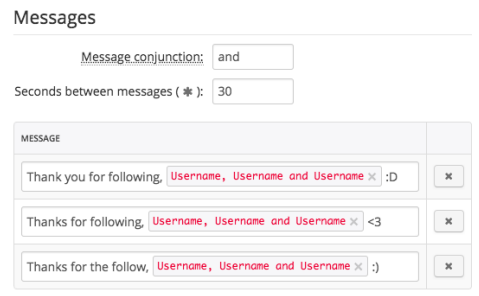 Messages
Message conjunction: and
Seconds between messages ( ✱ ): 30
MESSAGE
Thank you for following, Username, Username and Username × :D ×
Thanks for following, Username, Username and Username × <3 ×
Thanks for the follow, Username, Username and Username × :) ×